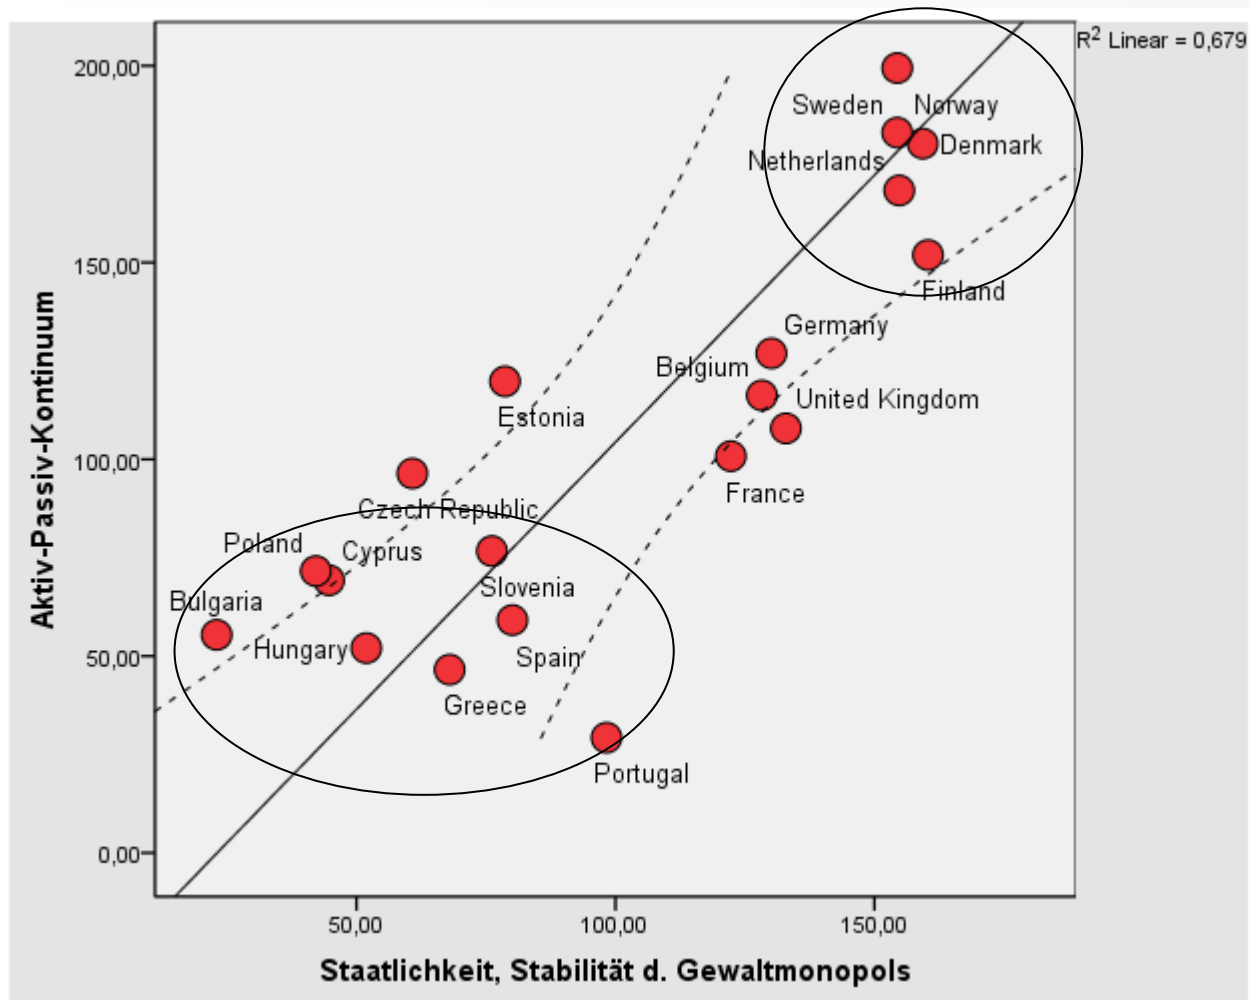 R² Linear = 0,679
200,00
150,00
100,00
50,00
0,00
Aktiv-Passiv-Kontinuum
Sweden
Norway
Netherlands
Denmark
Finland
Germany
Belgium
United Kingdom
France
Estonia
Czech Republic
Poland
Cyprus
Bulgaria
Slovenia
Hungary
Spain
Greece
Portugal
50,00
100,00
150,00
Staatlichkeit, Stabilität d. Gewaltmonopols